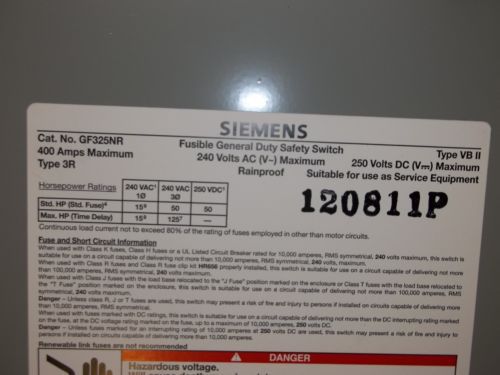 SIEMENS
Cat. No. GF325NR
400 Amps Maximum
Type 3R
Fusible General Duty Safety Switch
240 Volts AC (V~) Maximum
Rainproof
Type VB II
250 Volts DC (V⎓) Maximum
Suitable for use as Service Equipment
Horsepower Ratings 240 VAC¹ 1Ø 240 VAC 3Ø 250 VDC¹
Std. HP (Std. Fuse)⁴ 15⁹ 50 50
Max. HP (Time Delay) 15⁹ 125⁷ —
120811P
Continuous load current not to exceed 80% of the rating of fuses employed in other than motor circuits.
Fuse and Short Circuit Information
When used with Class K fuses, Class H fuses or a UL Listed Circuit Breaker rated for 10,000 amperes, RMS symmetrical, 240 volts maximum, this switch is
suitable for use on a circuit capable of delivering not more than 10,000 amperes, RMS symmetrical, 240 volts maximum.
When used with Class R fuses and Class R fuse clip kit HR656 properly installed, this switch is suitable for use on a circuit capable of delivering not more
than 100,000 amperes, RMS symmetrical, 240 volts maximum.
When used with Class J fuses with the load base relocated to the "J Fuse" position marked on the enclosure or Class T fuses with the load base relocated to
the "T Fuse" position marked on the enclosure, this switch is suitable for use on a circuit capable of delivering not more than 100,000 amperes, RMS
symmetrical, 240 volts maximum.
Danger – Unless class R, J or T fuses are used, this switch may present a risk of fire and injury to persons if installed on circuits capable of delivering more
than 10,000 amperes, RMS symmetrical, 240 volts maximum.
When used with fuses marked with DC ratings, this switch is suitable for use on a circuit capable of delivering not more than the DC interrupting rating marked
on the fuse, at the DC voltage rating marked on the fuse, up to a maximum of 10,000 amperes, 250 volts DC.
Danger – Unless fuses marked for an interrupting rating of 10,000 amperes at 250 volts DC are used, this switch may present a risk of fire and injury to
persons if installed on circuits capable of delivering more than 10,000 amperes.
Renewable link fuses are not recommended
DANGER
Hazardous voltage.